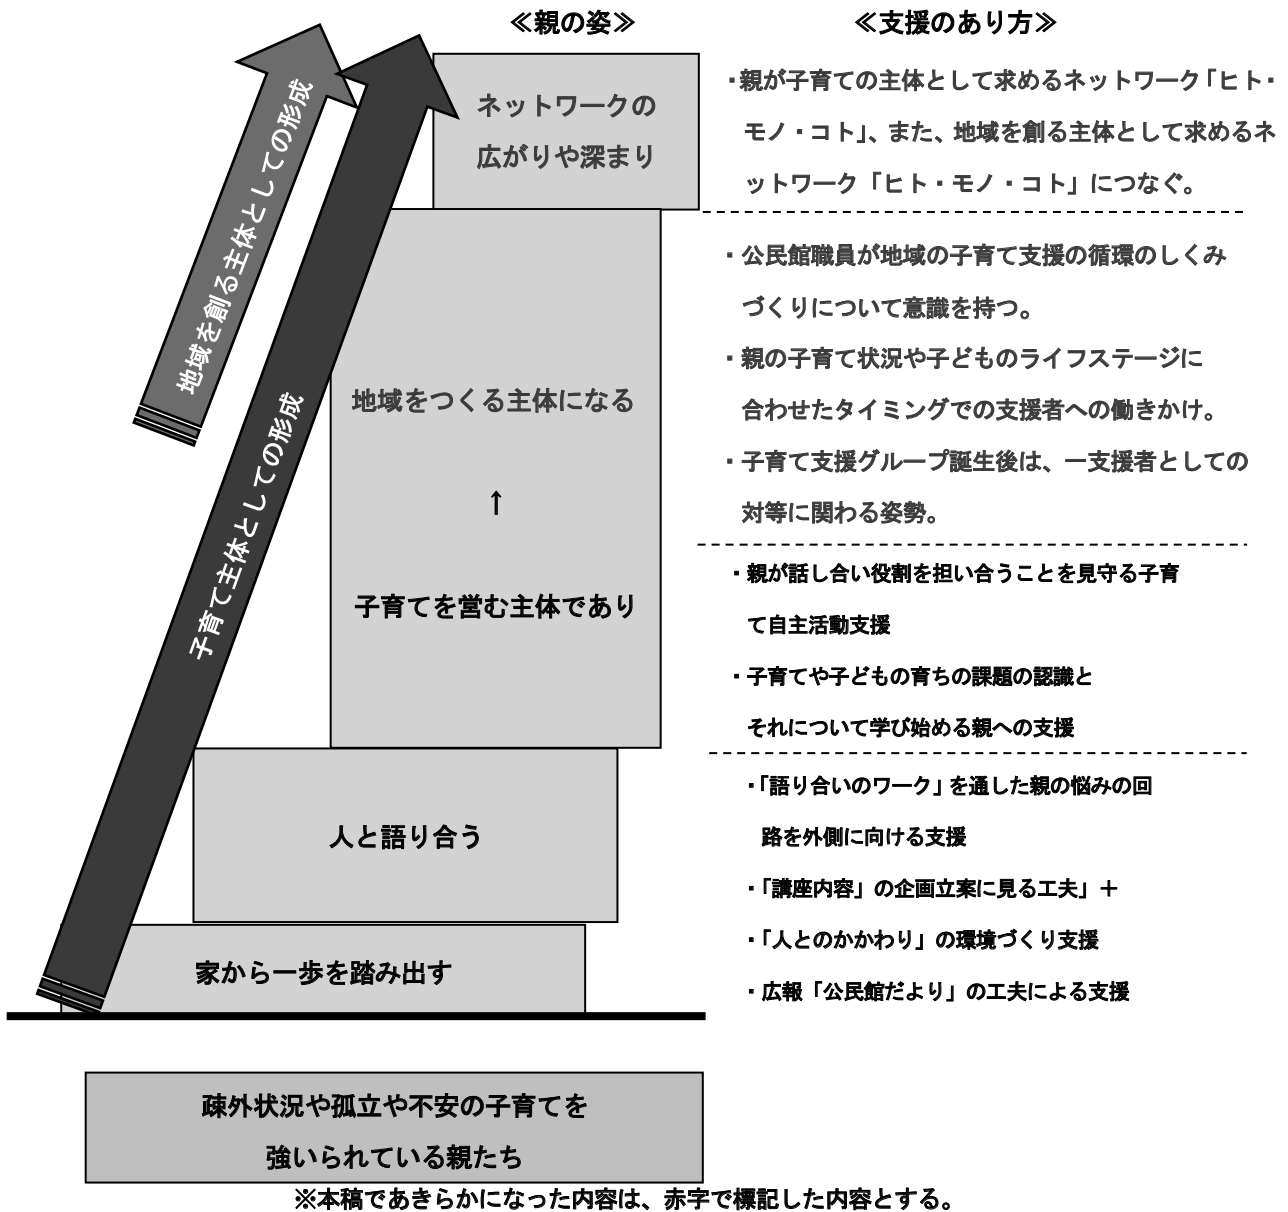 ≪親の姿≫
≪支援のあり方≫
地域を創る主体としての形成
子育て主体としての形成
ネットワークの
広がりや深まり
地域をつくる主体になる
↑
子育てを営む主体であり
人と語り合う
家から一歩を踏み出す
疎外状況や孤立や不安の子育てを
強いられている親たち
・親が子育ての主体として求めるネットワーク「ヒト・
モノ・コト」、また、地域を創る主体として求めるネ
ットワーク「ヒト・モノ・コト」につなぐ。
・公民館職員が地域の子育て支援の循環のしくみ
づくりについて意識を持つ。
・親の子育て状況や子どものライフステージに
合わせたタイミングでの支援者への働きかけ。
・子育て支援グループ誕生後は、一支援者としての
対等に関わる姿勢。
・親が話し合い役割を担い合うことを見守る子育
て自主活動支援
・子育てや子どもの育ちの課題の認識と
それについて学び始める親への支援
・「語り合いのワーク」を通した親の悩みの回
路を外側に向ける支援
・「講座内容」の企画立案に見る工夫」＋
・「人とのかかわり」の環境づくり支援
・広報「公民館だより」の工夫による支援
※本稿であきらかになった内容は、赤字で標記した内容とする。